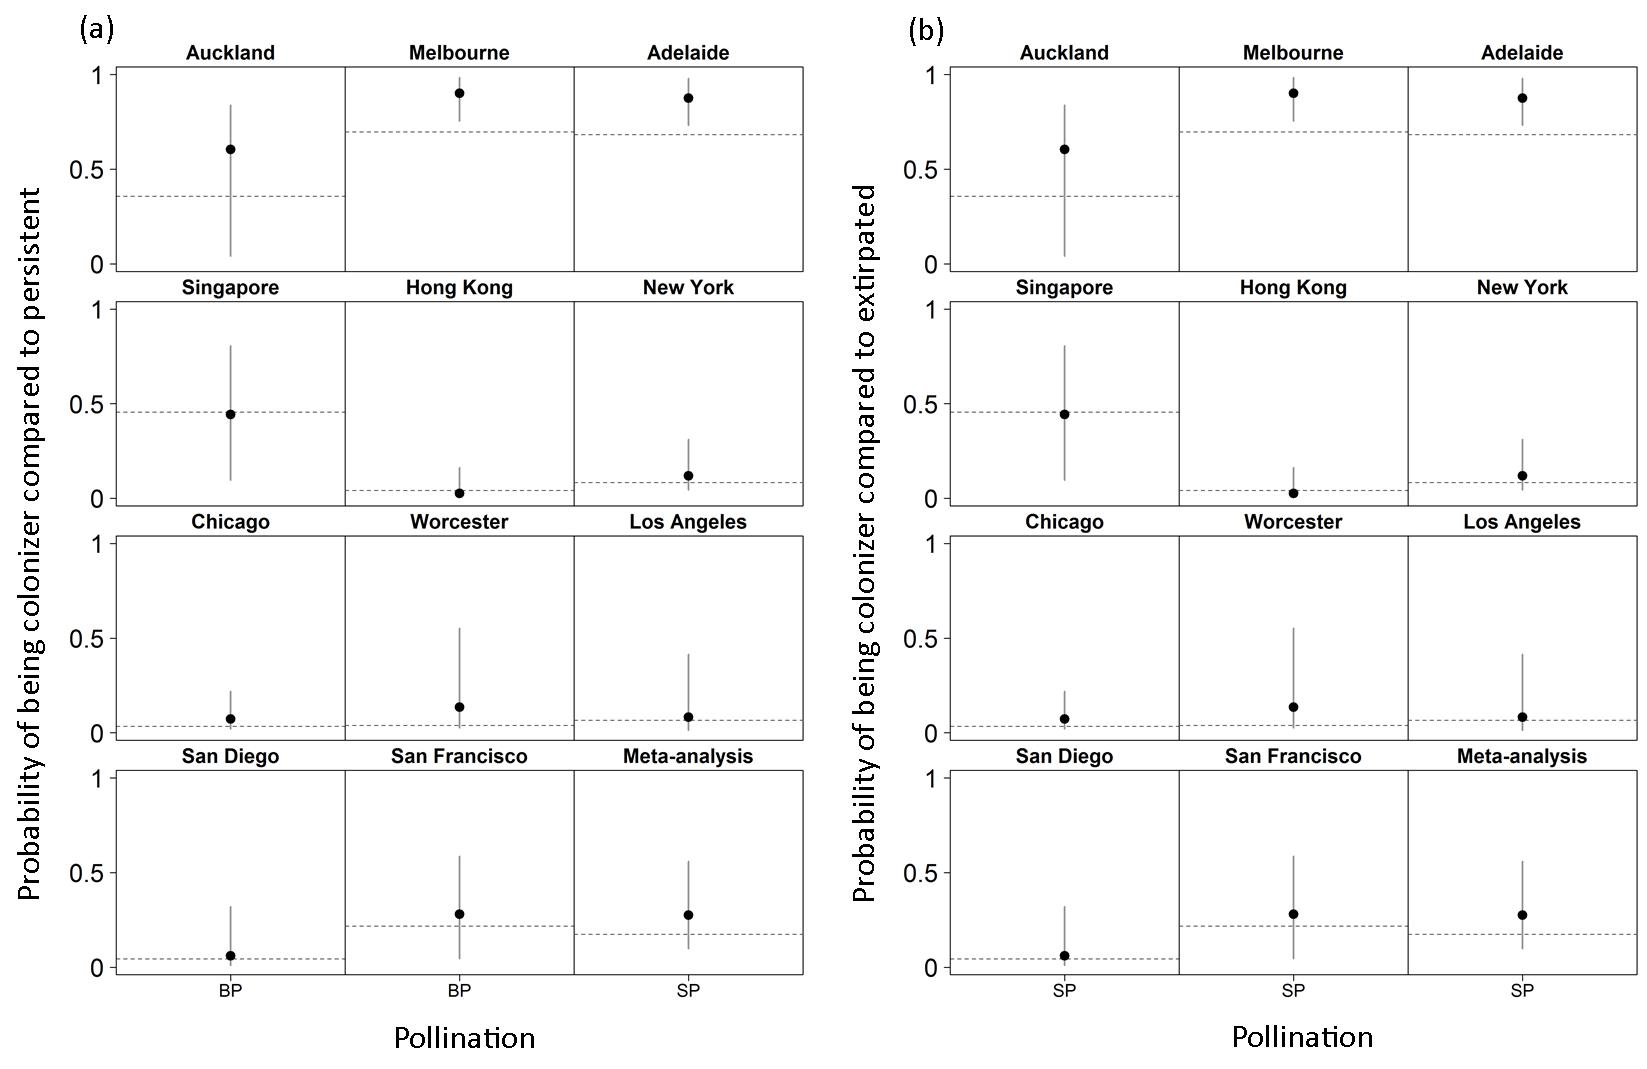 (a)
Auckland Melbourne Adelaide
1
0.5
0
Singapore Hong Kong New York
1
0.5
0
Chicago Worcester Los Angeles
1
0.5
0
San Diego San Francisco Meta-analysis
1
0.5
0
BP BP SP
Pollination
Probability of being colonizer compared to persistent
(b)
Auckland Melbourne Adelaide
1
0.5
0
Singapore Hong Kong New York
1
0.5
0
Chicago Worcester Los Angeles
1
0.5
0
San Diego San Francisco Meta-analysis
1
0.5
0
SP SP SP
Pollination
Probability of being colonizer compared to extirpated